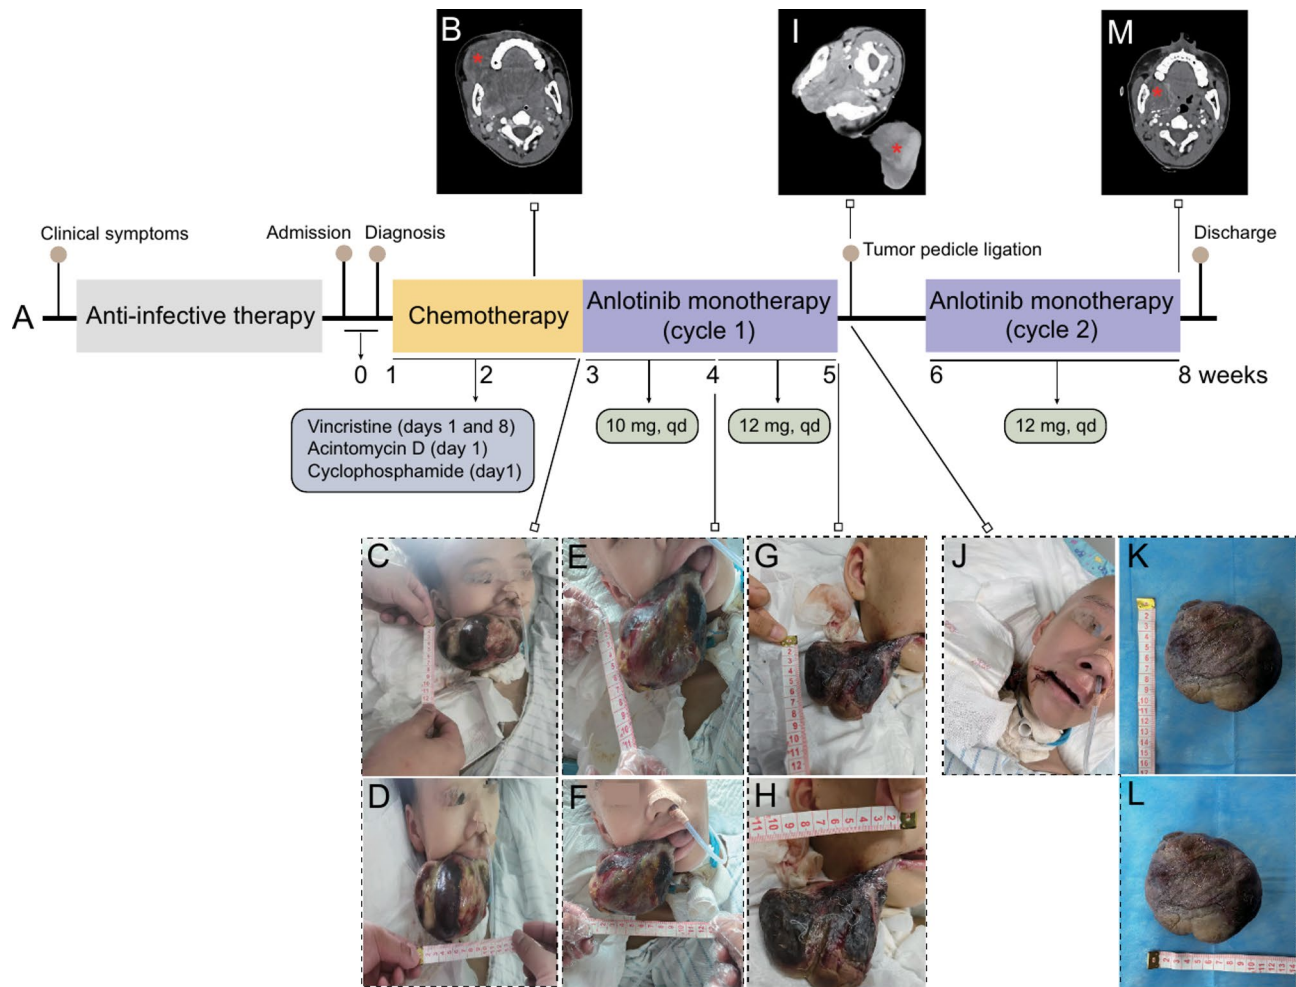 B
I
M
Clinical symptoms
Admission
Diagnosis
Tumor pedicle ligation
Discharge
A
Anti-infective therapy
Chemotherapy
Anlotinib monotherapy
(cycle 1)
Anlotinib monotherapy
(cycle 2)
0
1
2
3
4
5
6
8 weeks
Vincristine (days 1 and 8)
Acintomycin D (day 1)
Cyclophosphamide (day1)
10 mg, qd
12 mg, qd
12 mg, qd
C
E
G
J
K
D
F
H
L